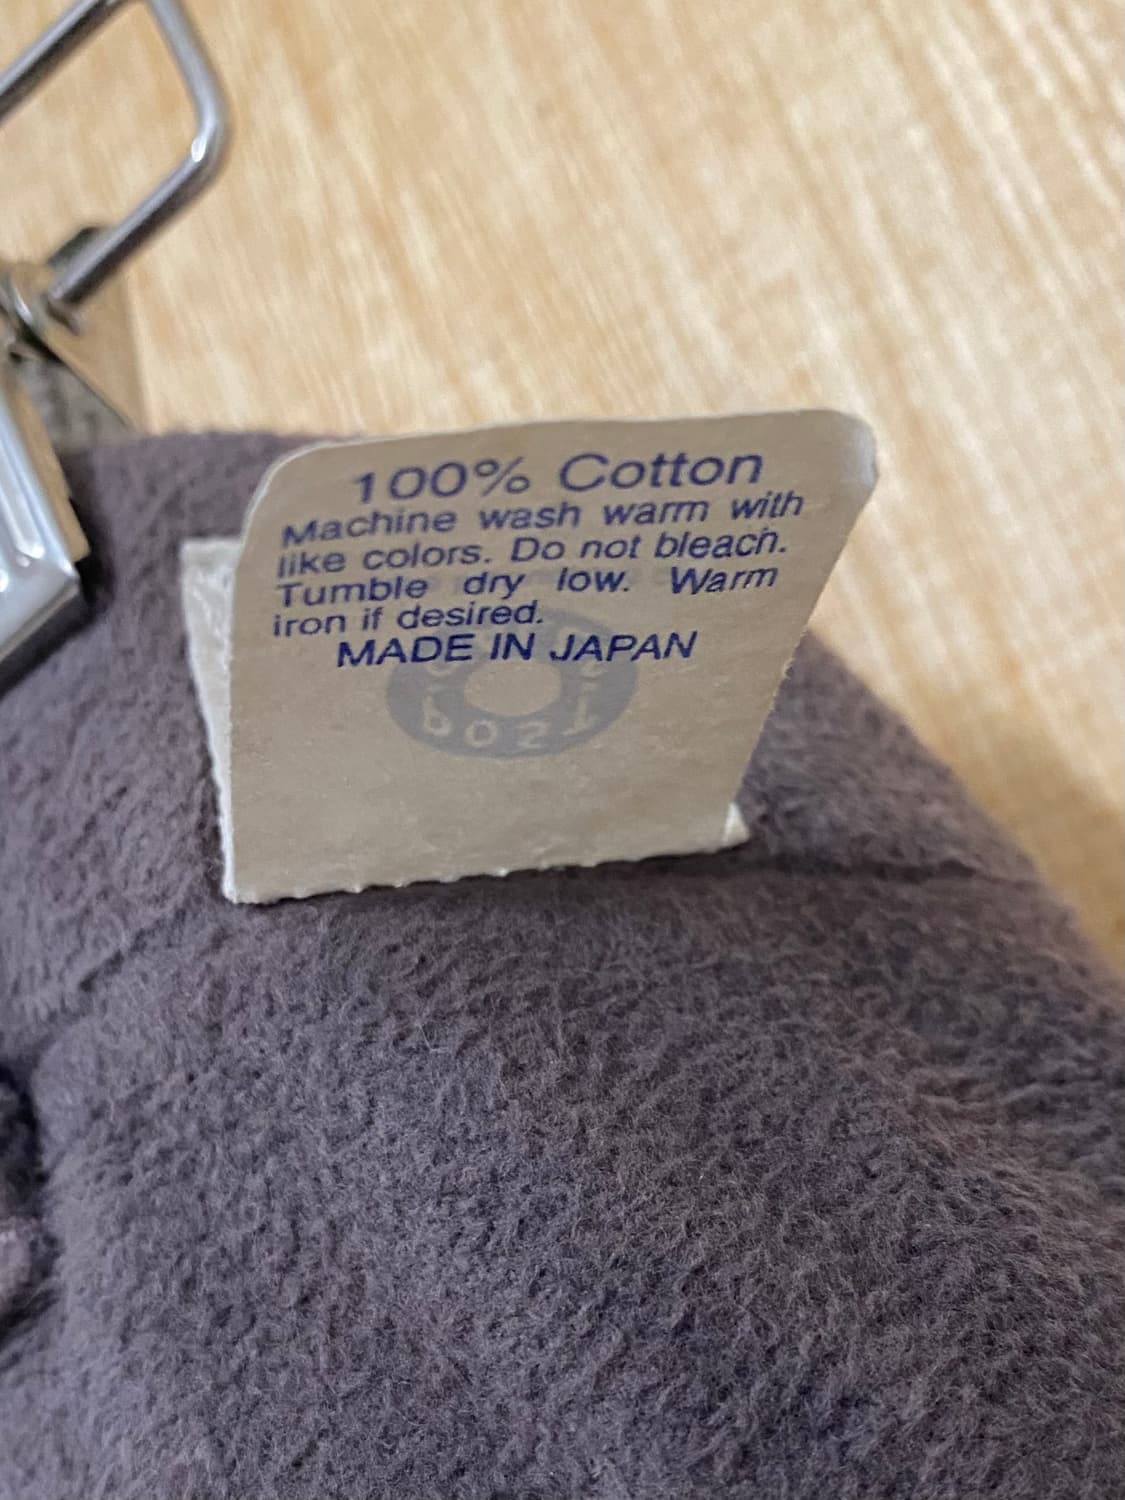 100% Cotton
Machine wash warm with
like colors. Do not bleach.
Tumble dry low. Warm
iron if desired.
MADE IN JAPAN